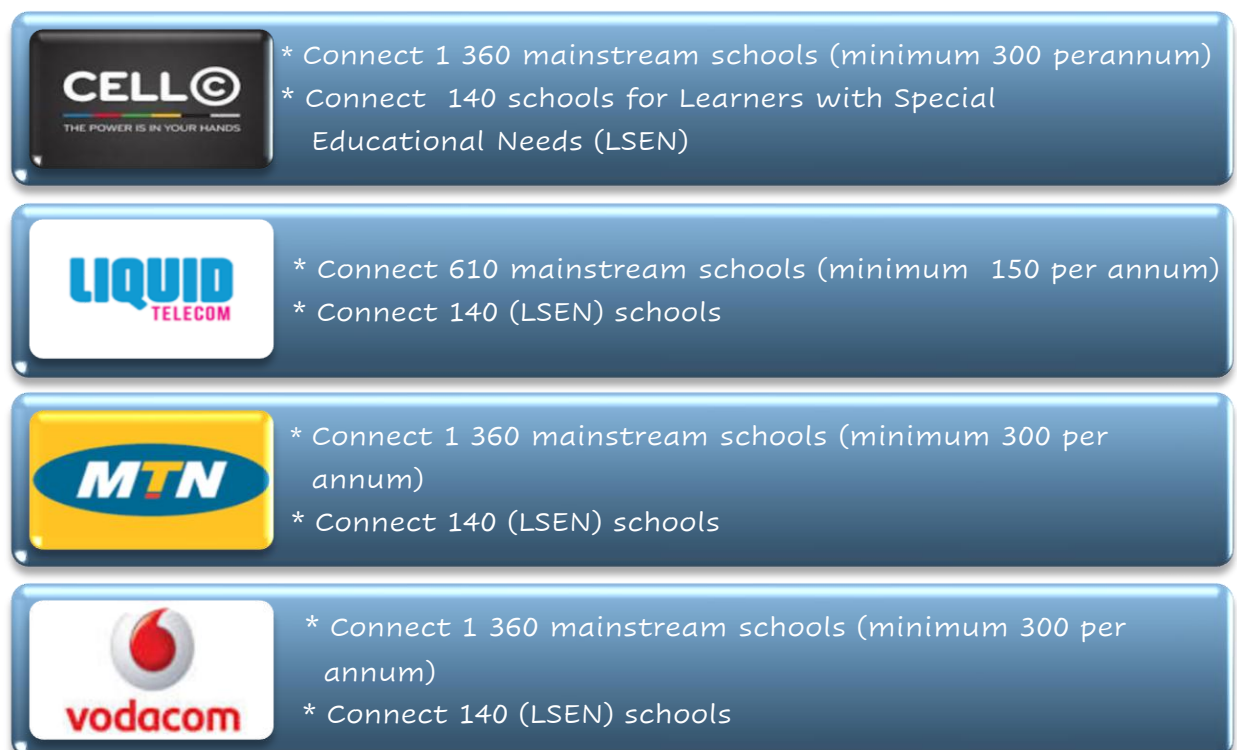 CELL C
THE POWER IS IN YOUR HANDS
* Connect 1 360 mainstream schools (minimum 300 perannum)
* Connect 140 schools for Learners with Special
Educational Needs (LSEN)
LIQUID
TELECOM
* Connect 610 mainstream schools (minimum 150 per annum)
* Connect 140 (LSEN) schools
MTN
* Connect 1 360 mainstream schools (minimum 300 per
annum)
* Connect 140 (LSEN) schools
vodacom
* Connect 1 360 mainstream schools (minimum 300 per
annum)
* Connect 140 (LSEN) schools